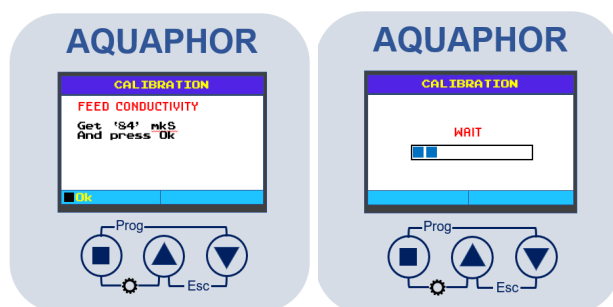 AQUAPHOR
CALIBRATION
FEED CONDUCTIVITY
Get '84' mkS
And press Ok
Ok
Prog
Esc
AQUAPHOR
CALIBRATION
WAIT
Prog
Esc